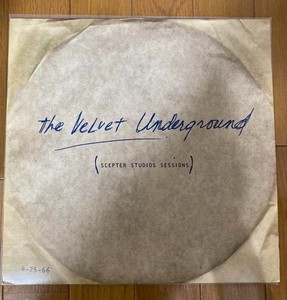 The Velvet Underground
(SCEPTER STUDIOS SESSIONS)
4-25-66